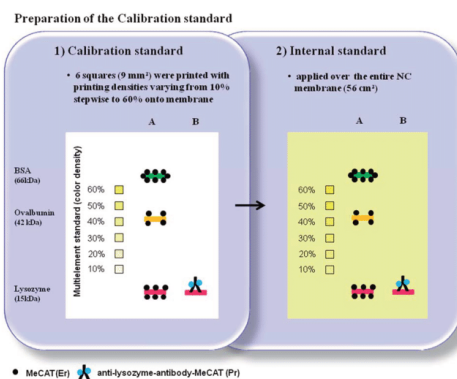 Preparation of the Calibration standard
1) Calibration standard
• 6 squares (9 mm²) were printed with
printing densities varying from 10%
stepwise to 60% onto membrane
A B
BSA
(66kDa)
Ovalbumin
(42 kDa)
Lysozyme
(15kDa)
Multielement standard (color density)
60%
50%
40%
30%
20%
10%
2) Internal standard
• applied over the entire NC
membrane (56 cm²)
A B
60%
50%
40%
30%
20%
10%
MeCAT(Er) anti-lysozyme-antibody-MeCAT (Pr)